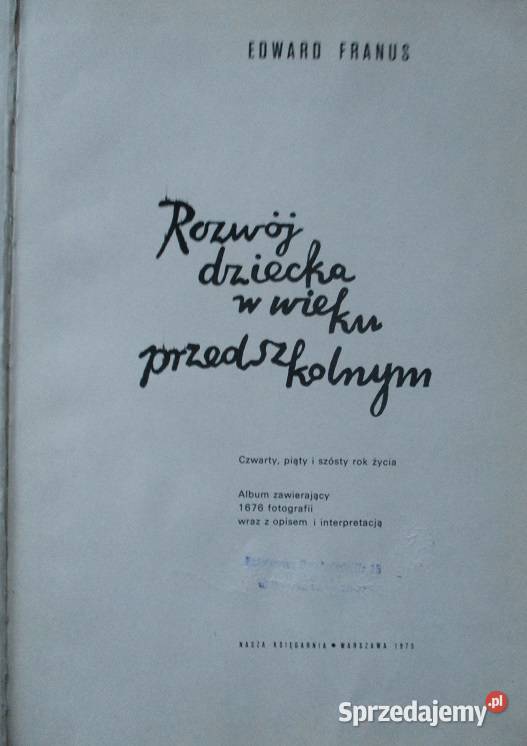 EDWARD FRANUS
Rozwój
dziecka
w wieku
przedszkolnym
Czwarty, piąty i szósty rok życia
Album zawierający
1676 fotografii
wraz z opisem i interpretacją
NASZA KSIĘGARNIA • WARSZAWA 1975
Sprzedajemy.pl